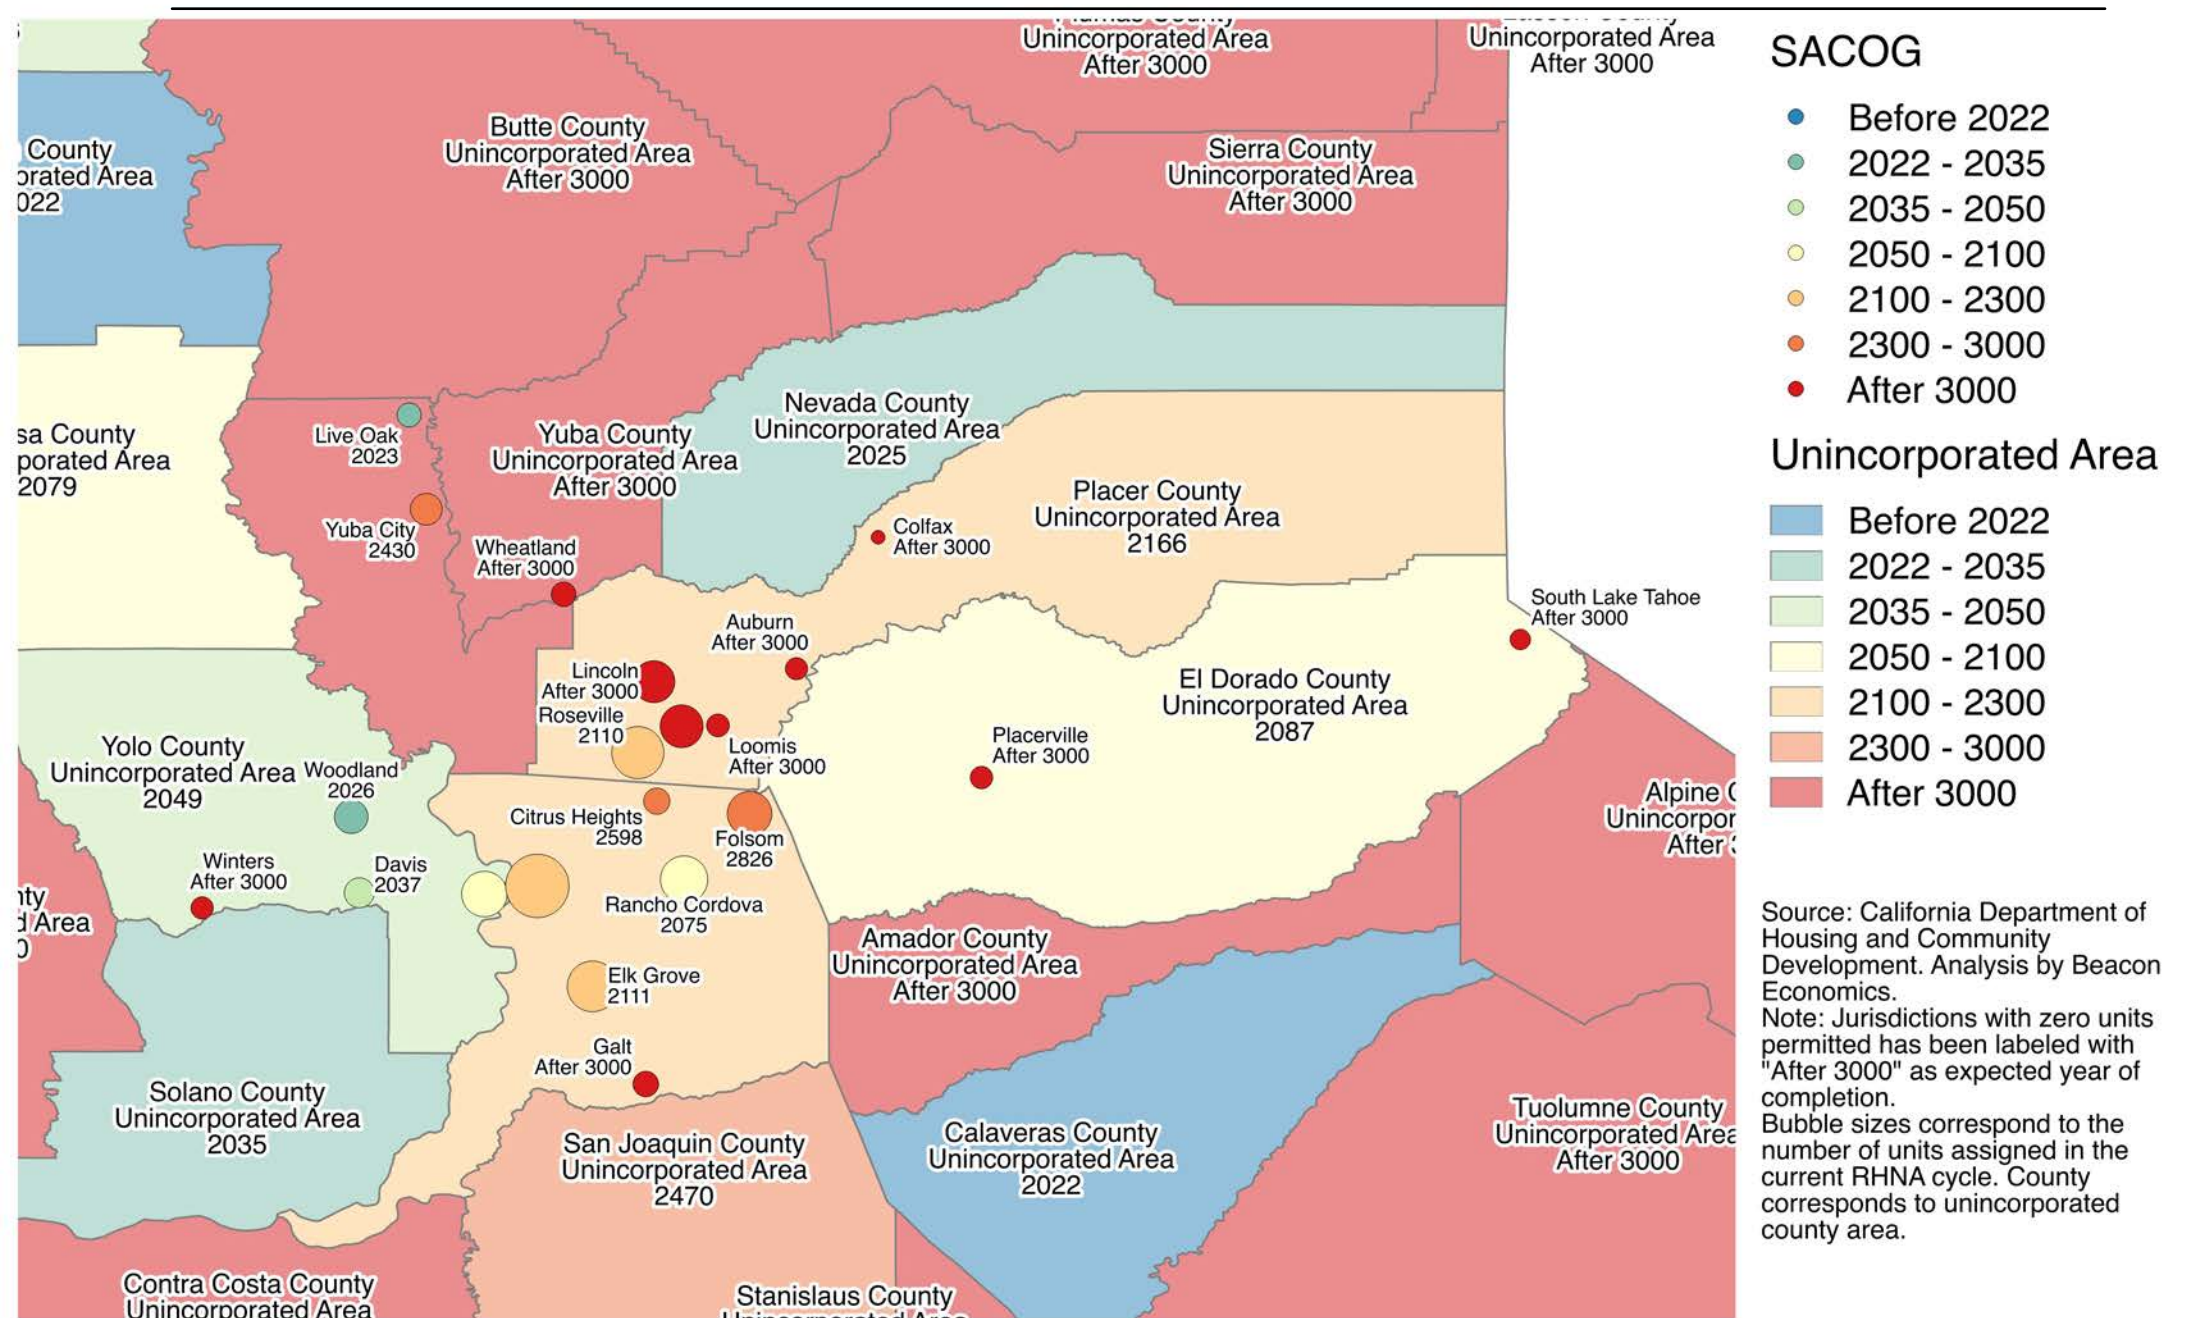 Unincorporated Area
After 3000
Unincorporated Area
After 3000
County
022
Butte County
Unincorporated Area
After 3000
Sierra County
Unincorporated Area
After 3000
Live Oak
2023
Yuba City
2430
Wheatland
After 3000
Yuba County
Unincorporated Area
After 3000
Nevada County
Unincorporated Area
2025
sa County
porated Area
2079
Placer County
Unincorporated Area
2166
Colfax
After 3000
South Lake Tahoe
After 3000
Auburn
After 3000
Lincoln
After 3000
Roseville
2110
Loomis
After 3000
El Dorado County
Unincorporated Area
2087
Placerville
After 3000
Yolo County
Unincorporated Area
2049
Woodland
2026
Winters
After 3000
Davis
2037
Citrus Heights
2598
Folsom
2826
Rancho Cordova
2075
Elk Grove
2111
Galt
After 3000
nty
d Area
0
Alpine
Unincorpor
After
Amador County
Unincorporated Area
After 3000
Solano County
Unincorporated Area
2035
San Joaquin County
Unincorporated Area
2470
Calaveras County
Unincorporated Area
2022
Tuolumne County
Unincorporated Area
After 3000
Contra Costa County
Unincorporated Area
Stanislaus County
SACOG
Before 2022
2022 - 2035
2035 - 2050
2050 - 2100
2100 - 2300
2300 - 3000
After 3000
Unincorporated Area
Before 2022
2022 - 2035
2035 - 2050
2050 - 2100
2100 - 2300
2300 - 3000
After 3000
Source: California Department of
Housing and Community
Development. Analysis by Beacon
Economics.
Note: Jurisdictions with zero units
permitted has been labeled with
"After 3000" as expected year of
completion.
Bubble sizes correspond to the
number of units assigned in the
current RHNA cycle. County
corresponds to unincorporated
county area.